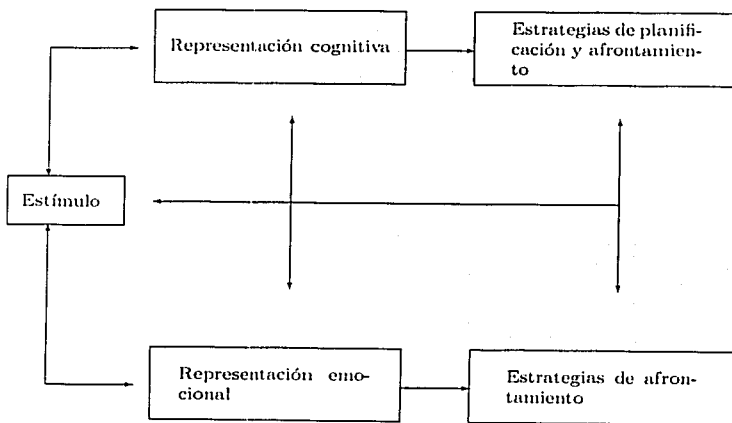 Representación cognitiva
Estrategias de planifi-
cación y afrontamien-
to
Estímulo
Representación emo-
cional
Estrategias de afron-
tamiento